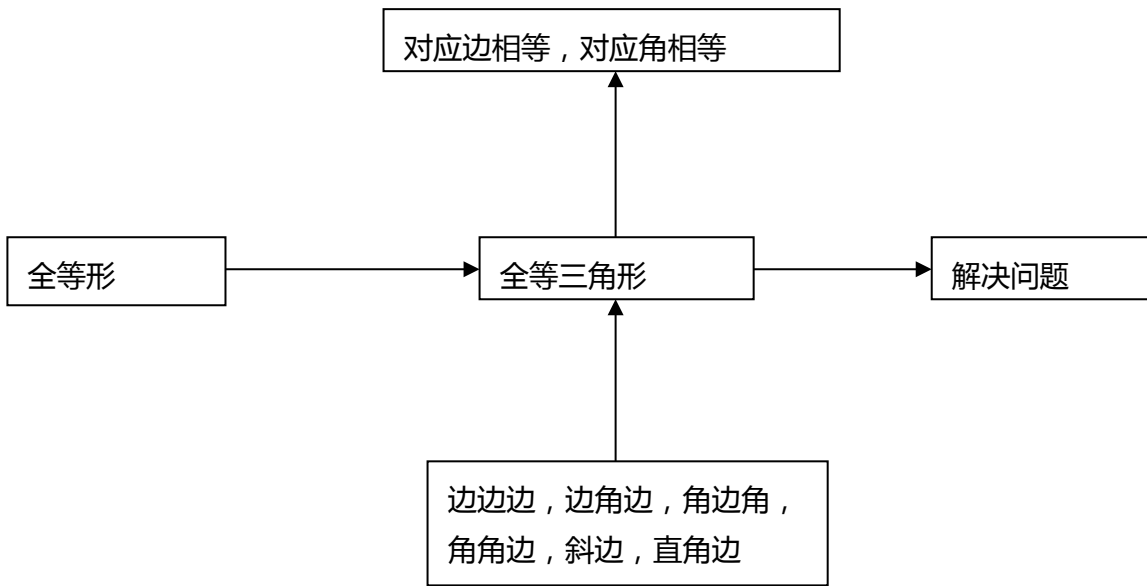 对应边相等，对应角相等
全等形
全等三角形
解决问题
边边边，边角边，角边角，
角角边，斜边，直角边